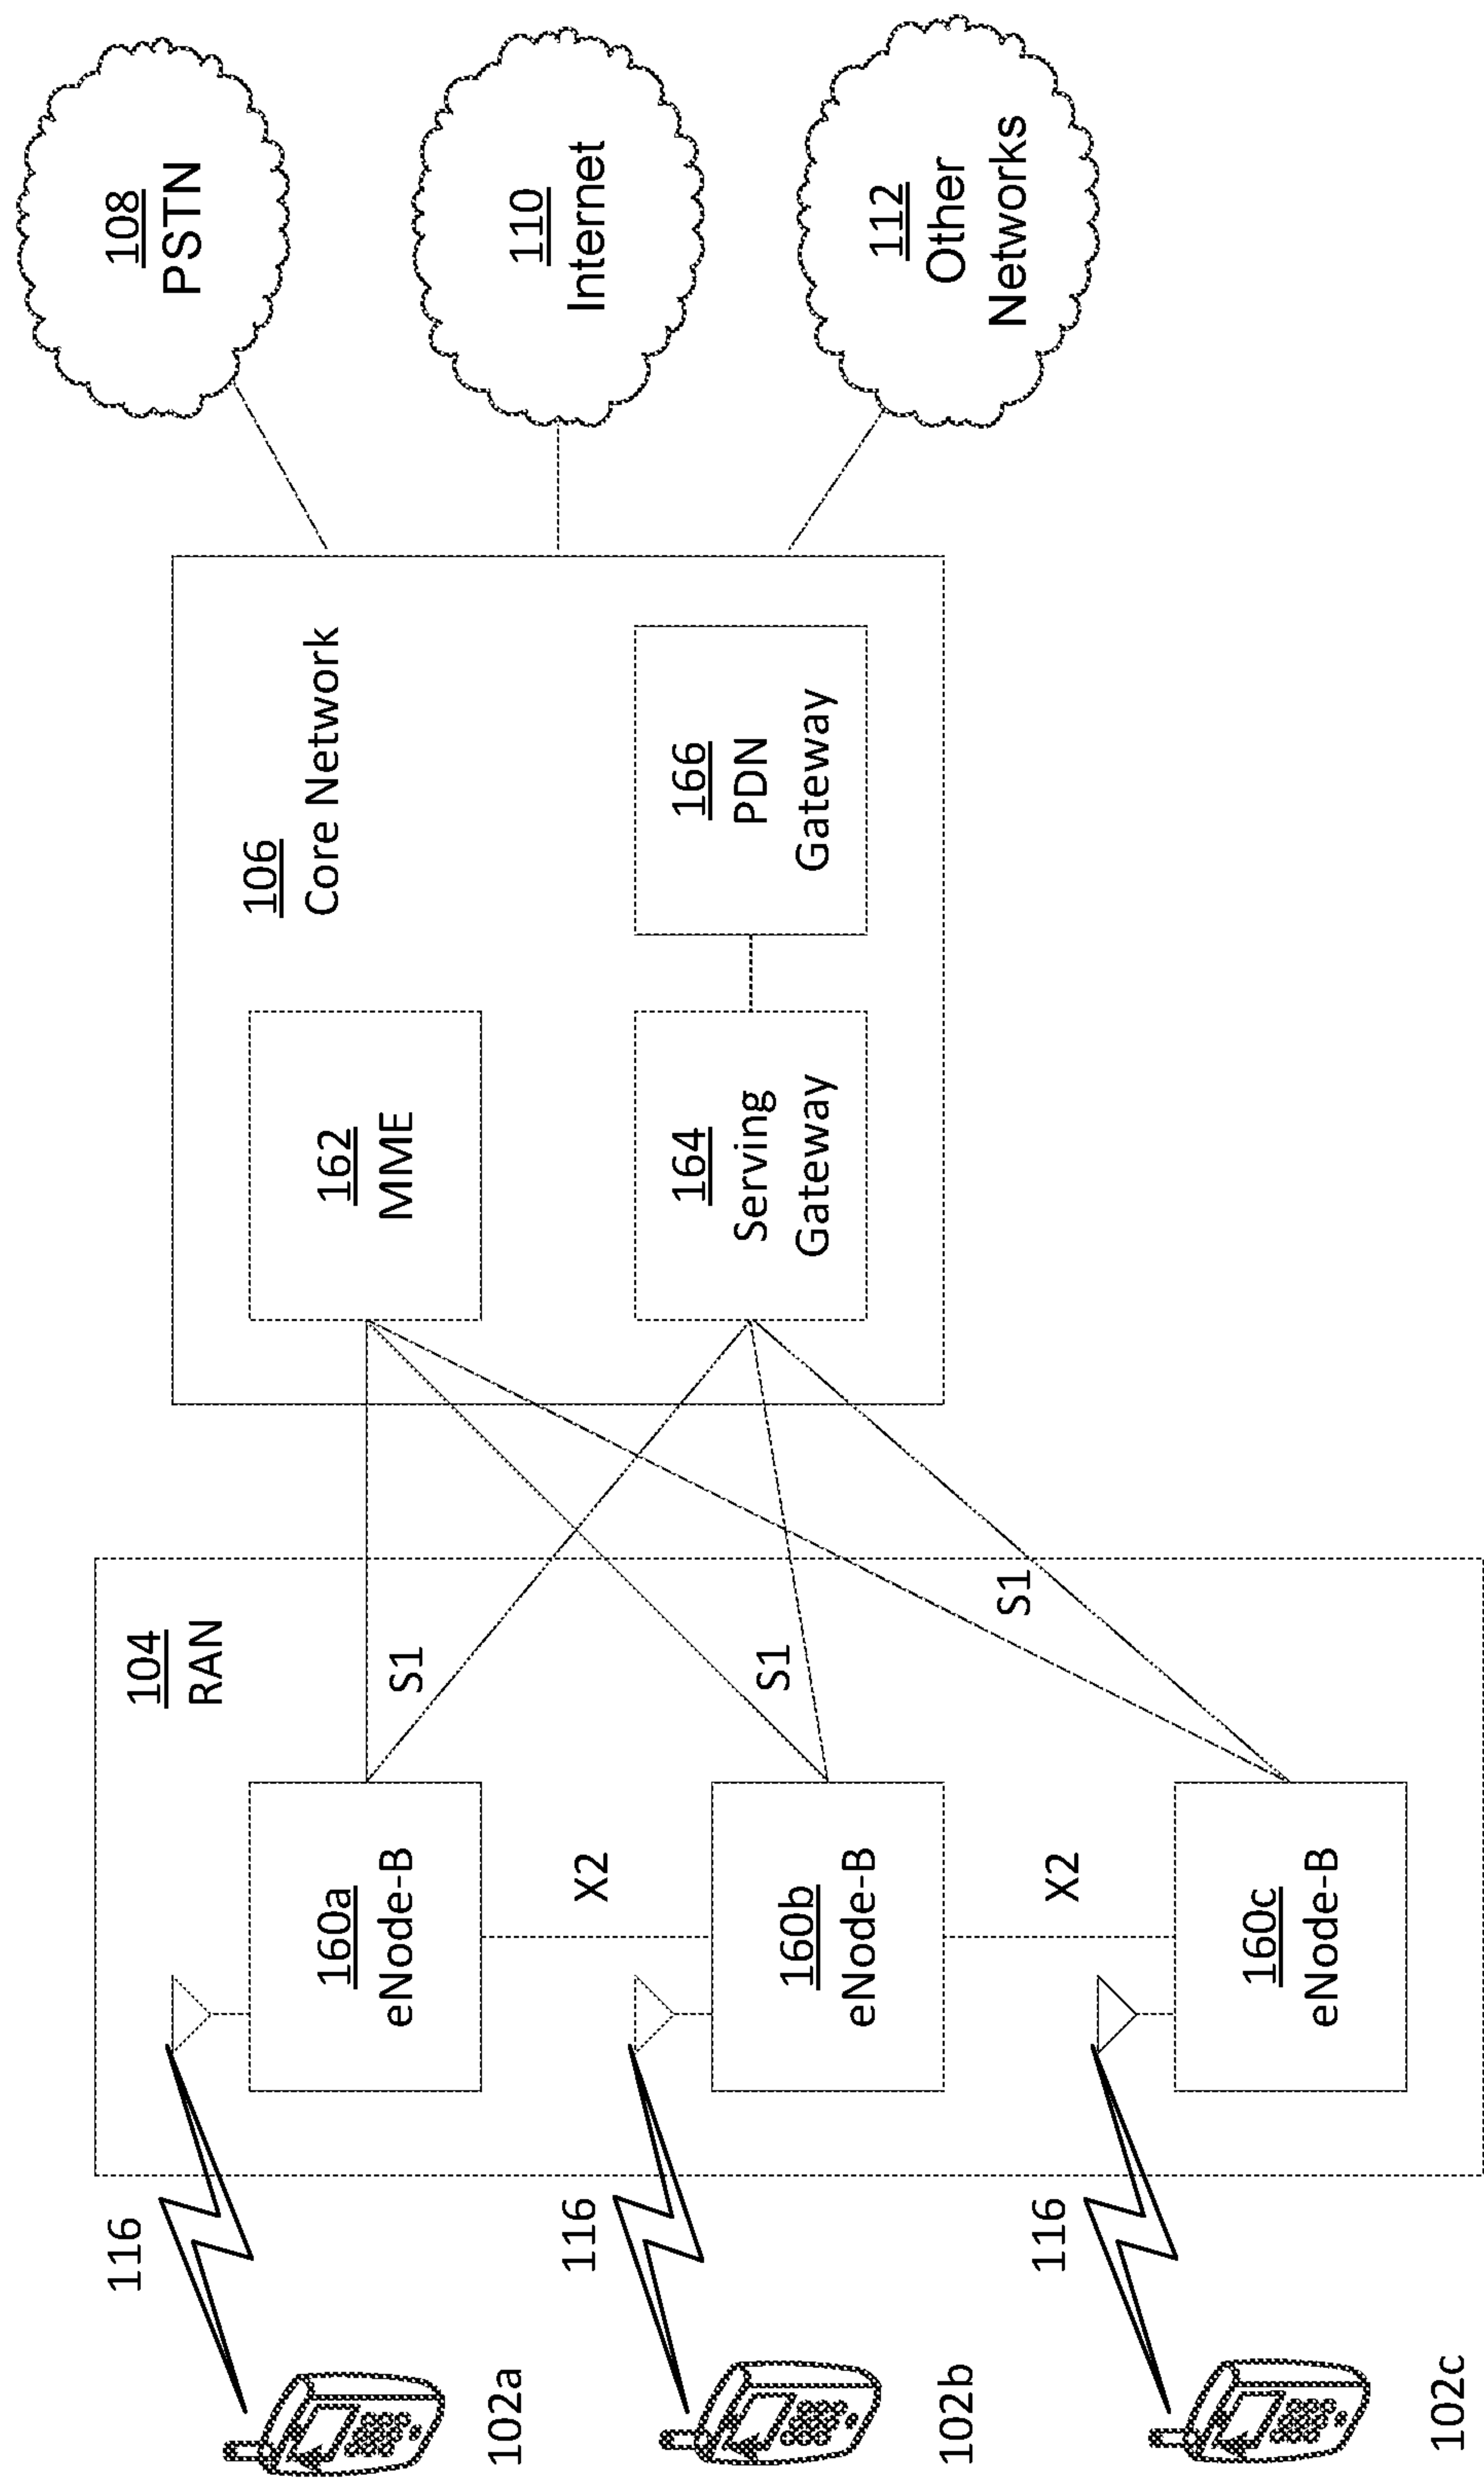 102a
116
104
RAN
160a
eNode-B
S1
X2
102b
116
160b
eNode-B
S1
X2
102c
116
160c
eNode-B
S1
106
Core Network
162
MME
164
Serving
Gateway
166
PDN
Gateway
108
PSTN
110
Internet
112
Other
Networks